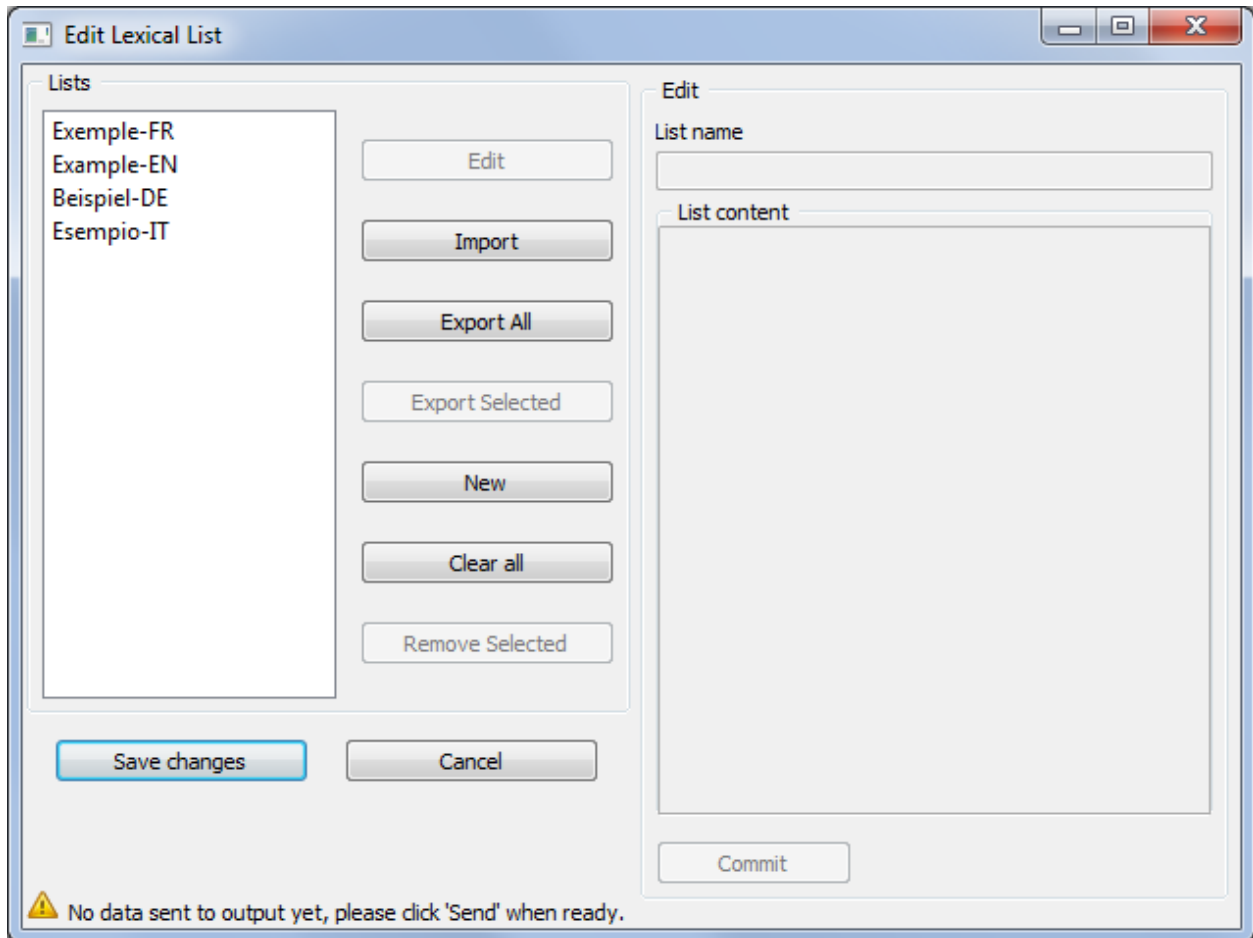 Edit Lexical List
Lists
Exemple-FR
Example-EN
Beispiel-DE
Esempio-IT
Edit
Import
Export All
Export Selected
New
Clear all
Remove Selected
Save changes
Cancel
Edit
List name
List content
Commit
No data sent to output yet, please click 'Send' when ready.